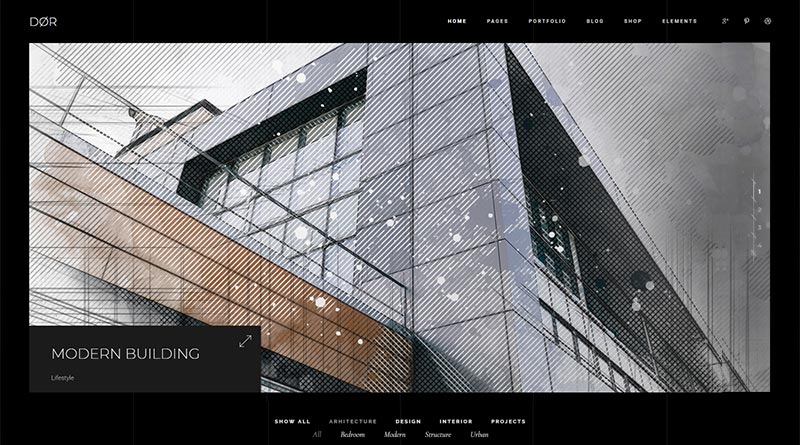 DØR
HOME PAGES PORTFOLIO BLOG SHOP ELEMENTS
1
2
3
4
MODERN BUILDING
Lifestyle
SHOW ALL ARHITECTURE DESIGN INTERIOR PROJECTS
All Bedroom Modern Structure Urban